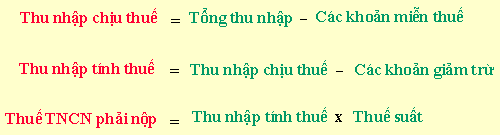 Thu nhập chịu thuế = Tổng thu nhập – Các khoản miễn thuế
Thu nhập tính thuế = Thu nhập chịu thuế – Các khoản giảm trừ
Thuế TNCN phải nộp = Thu nhập tính thuế x Thuế suất